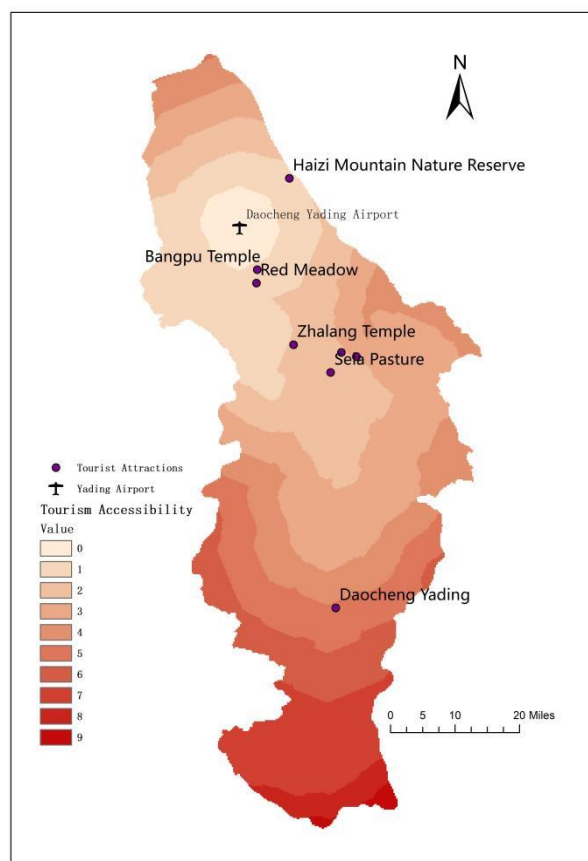 N
Haizi Mountain Nature Reserve
Daocheng Yading Airport
Bangpu Temple
Red Meadow
Zhalang Temple
Sela Pasture
Tourist Attractions
Yading Airport
Tourism Accessibility
Value
0
1
2
3
4
5
6
7
8
9
Daocheng Yading
0 5 10 20 Miles